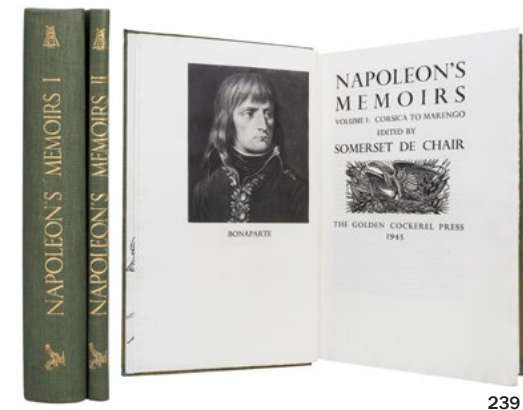 NAPOLEON'S MEMOIRS I
NAPOLEON'S MEMOIRS II
BONAPARTE
NAPOLEON'S
MEMOIRS
VOLUME I: CORSICA TO MARENGO
EDITED BY
SOMERSET DE CHAIR
THE GOLDEN COCKEREL PRESS
1945
239